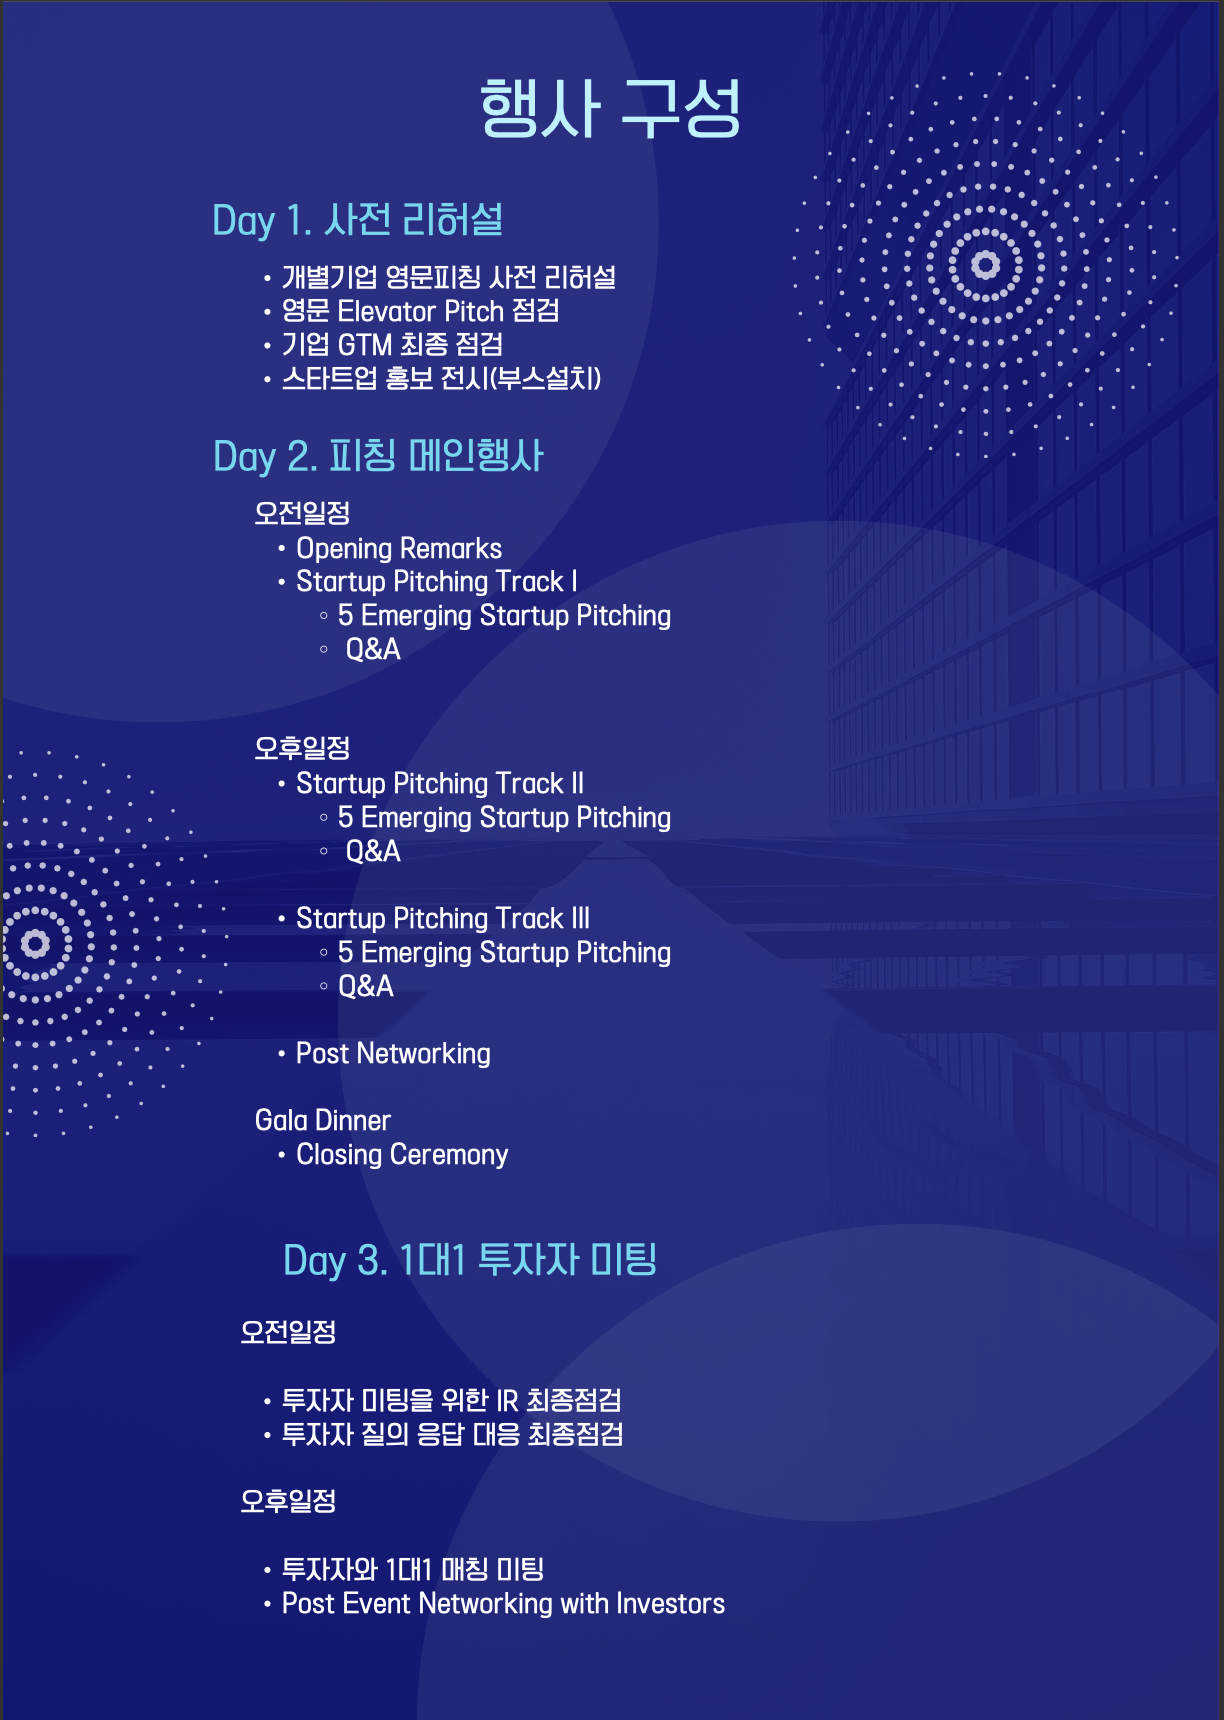 행사 구성
Day 1. 사전 리허설
• 개별기업 영문피칭 사전 리허설
• 영문 Elevator Pitch 점검
• 기업 GTM 최종 점검
• 스타트업 홍보 전시(부스설치)
Day 2. 피칭 메인행사
오전일정
• Opening Remarks
• Startup Pitching Track I
◦ 5 Emerging Startup Pitching
◦ Q&A
오후일정
• Startup Pitching Track II
◦ 5 Emerging Startup Pitching
◦ Q&A
• Startup Pitching Track III
◦ 5 Emerging Startup Pitching
◦ Q&A
• Post Networking
Gala Dinner
• Closing Ceremony
Day 3. 1대1 투자자 미팅
오전일정
• 투자자 미팅을 위한 IR 최종점검
• 투자자 질의 응답 대응 최종점검
오후일정
• 투자자와 1대1 매칭 미팅
• Post Event Networking with Investors